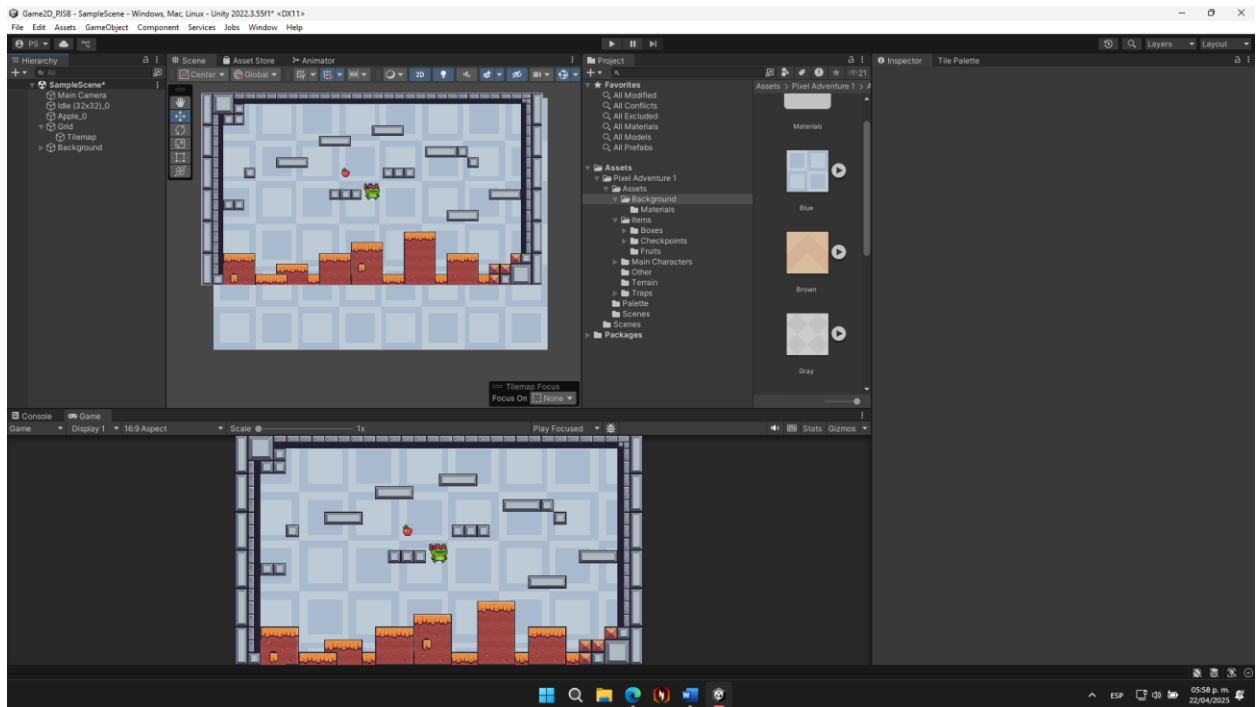 Game2D_PJSB - SampleScene - Windows, Mac, Linux - Unity 2022.3.55f1* <DX11>
File Edit Assets GameObject Component Services Jobs Window Help
PS Layers Layout
Hierarchy
All
SampleScene*
Main Camera
Idle (32x32)_0
Apple_0
Grid
Tilemap
Background
Scene Asset Store Animator
Center Global 2D
Tilemap Focus
Focus On None
Project
21
Favorites
All Modified
All Conflicts
All Excluded
All Materials
All Models
All Prefabs
Assets
Pixel Adventure 1
Assets
Background
Materials
Items
Boxes
Checkpoints
Fruits
Main Characters
Other
Terrain
Traps
Palette
Scenes
Scenes
Packages
Assets > Pixel Adventure 1 > A
Materials
Blue
Brown
Gray
Inspector Tile Palette
Console Game
Game Display 1 16:9 Aspect Scale 1x Play Focused Stats Gizmos
ESP
05:58 p. m.
22/04/2025